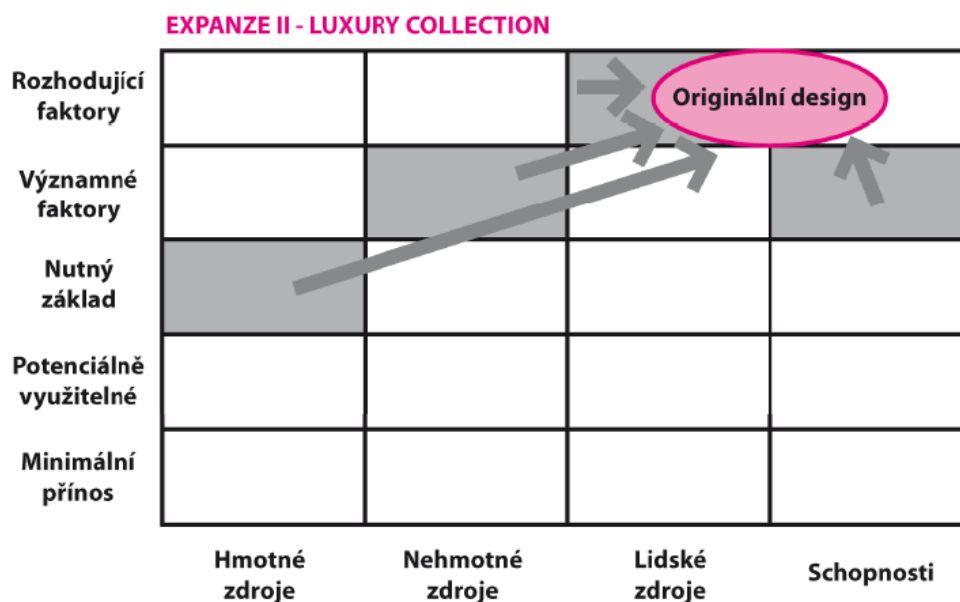 EXPANZE II - LUXURY COLLECTION
Rozhodující
faktory
Originální design
Významné
faktory
Nutný
základ
Potenciálně
využitelné
Minimální
přínos
Hmotné
zdroje
Nehmotné
zdroje
Lidské
zdroje
Schopnosti